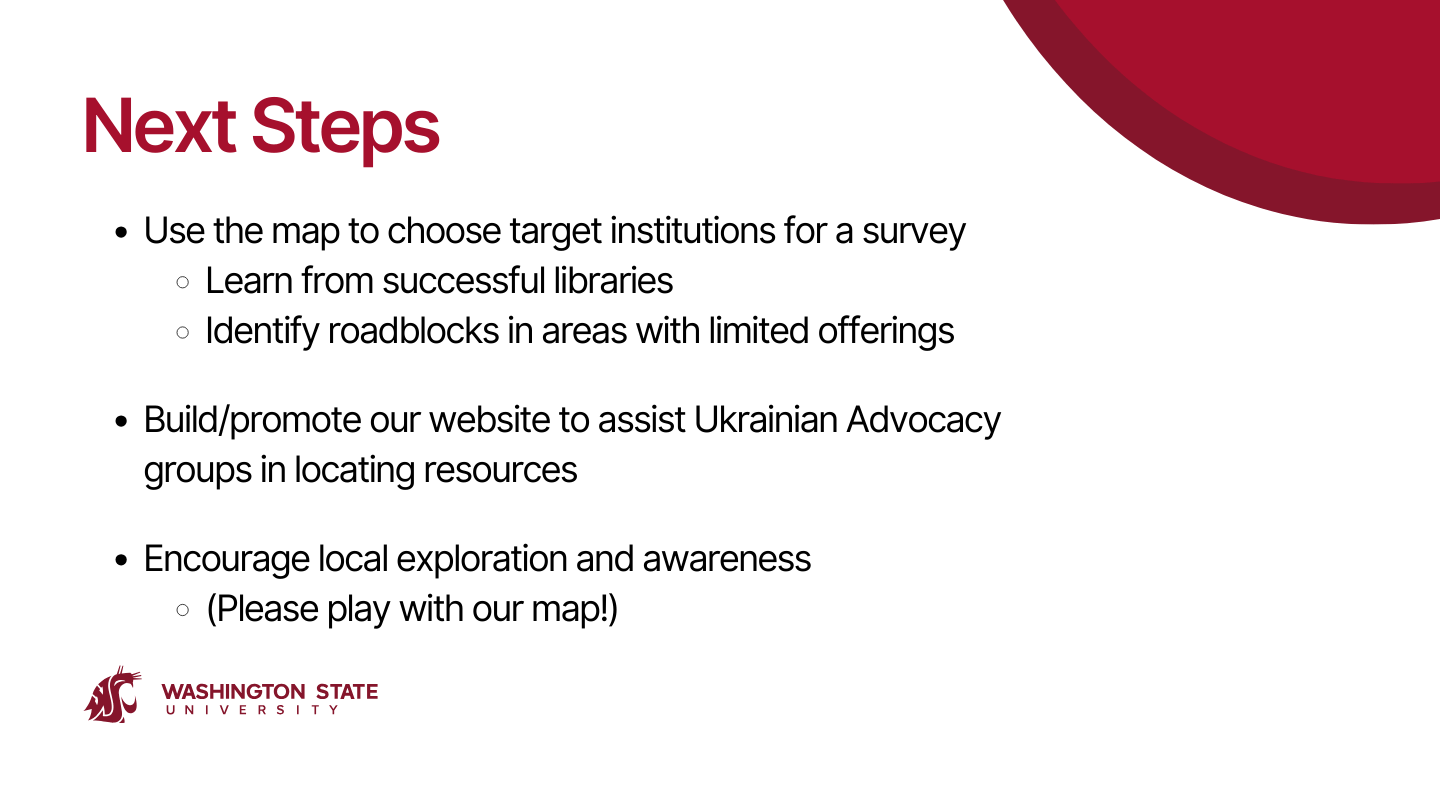 Next Steps
• Use the map to choose target institutions for a survey
○ Learn from successful libraries
○ Identify roadblocks in areas with limited offerings
• Build/promote our website to assist Ukrainian Advocacy
groups in locating resources
• Encourage local exploration and awareness
○ (Please play with our map!)
WASHINGTON STATE
UNIVERSITY